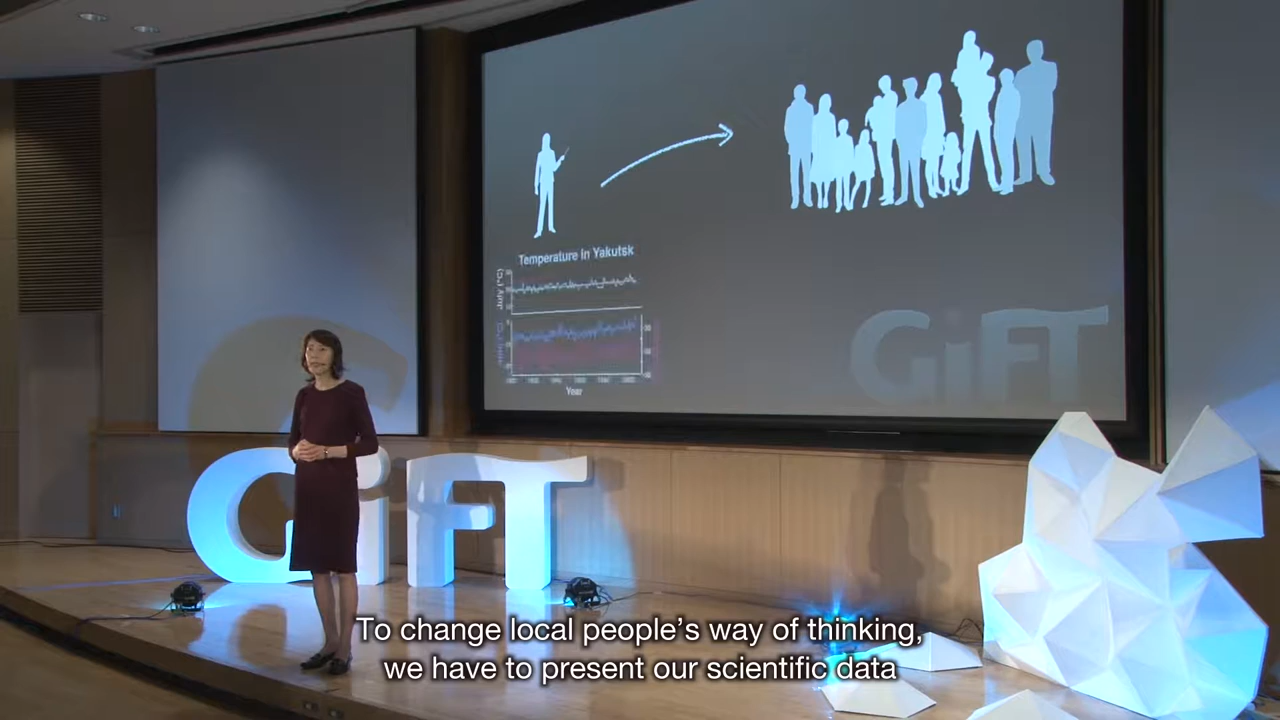 Temperature in Yakutsk
July
(°C)
Year
GiFT
GiFT
To change local people's way of thinking,
we have to present our scientific data